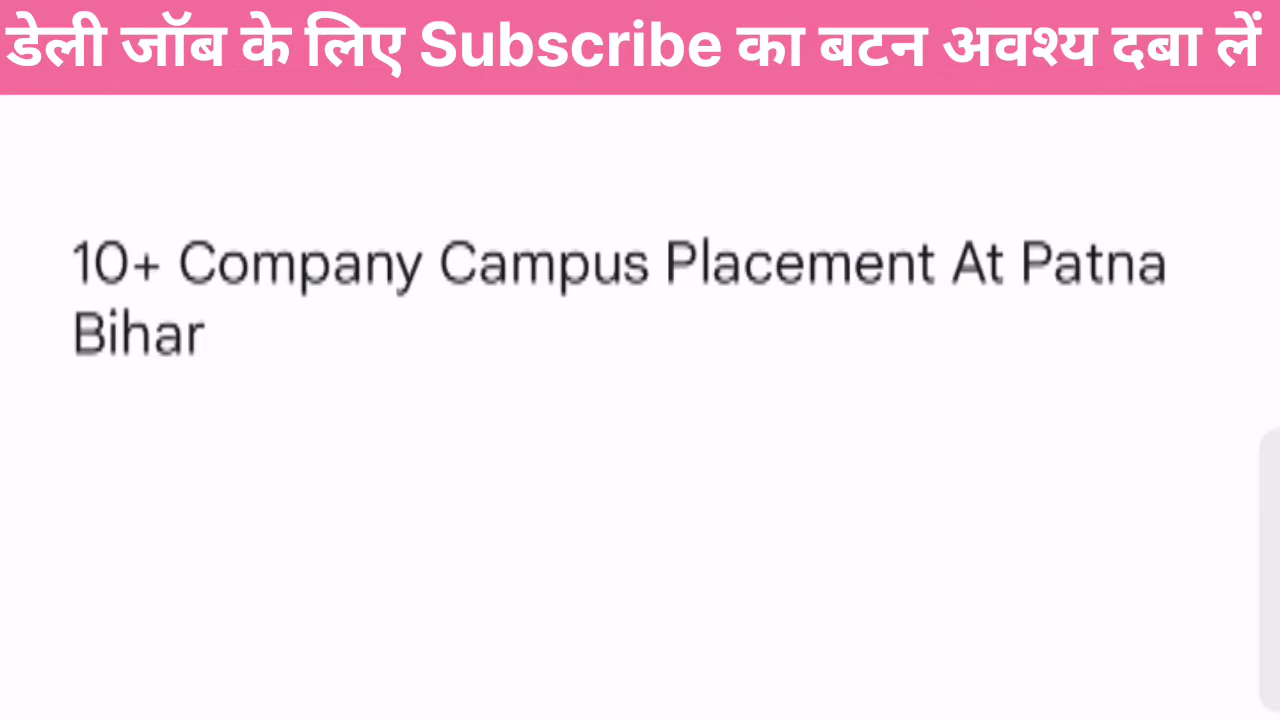 डेली जॉब के लिए Subscribe का बटन अवश्य दबा लें
10+ Company Campus Placement At Patna
Bihar